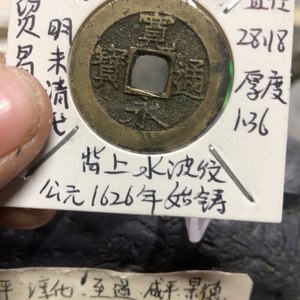 贸易
明末清代
寛永通寳
直径
28.18
厚度
1.36
背上水波纹
公元1626年始铸
淳化 至道 咸平 景德